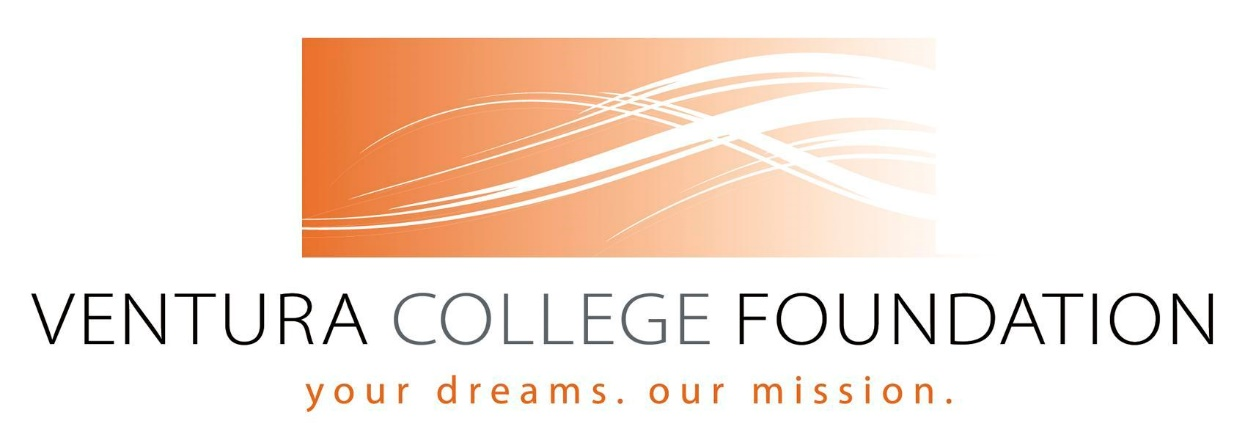 VENTURA COLLEGE FOUNDATION
your dreams. our mission.